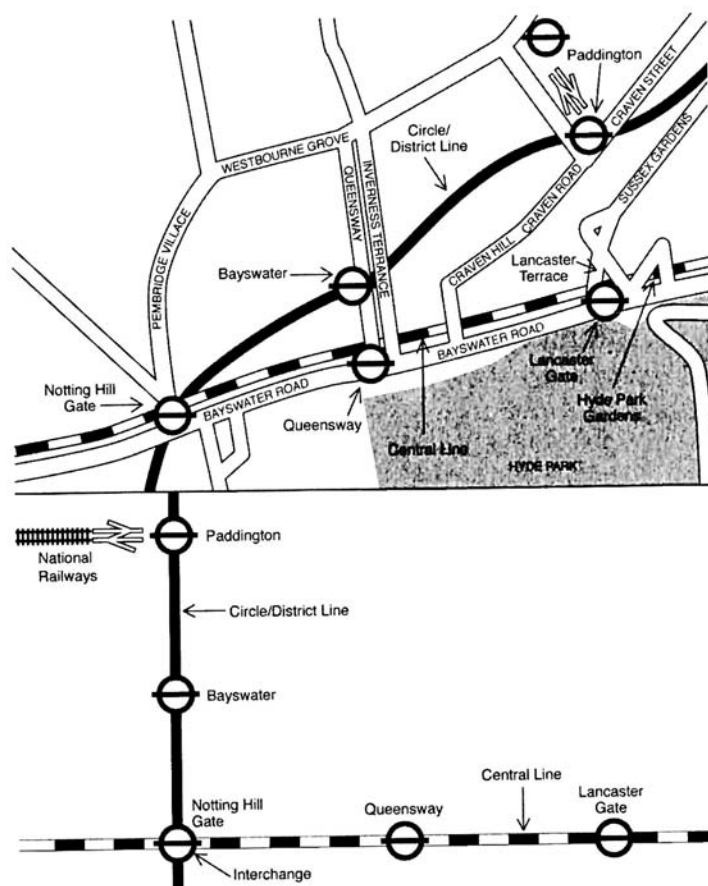 Paddington
CRAVEN STREET
Circle/
District Line
WESTBOURNE GROVE
QUEENSWAY
INVERNESS TERRANCE
SUSSEX GARDENS
CRAVEN ROAD
CRAVEN HILL
PEMBRIDGE VILLAGE
Bayswater
Lancaster
Terrace
BAYSWATER ROAD
Notting Hill
Gate
BAYSWATER ROAD
Queensway
Lancaster
Gate
Hyde Park
Gardens
Central Line
HYDE PARK
Paddington
National
Railways
Circle/District Line
Bayswater
Notting Hill
Gate
Queensway
Central Line
Lancaster
Gate
Interchange